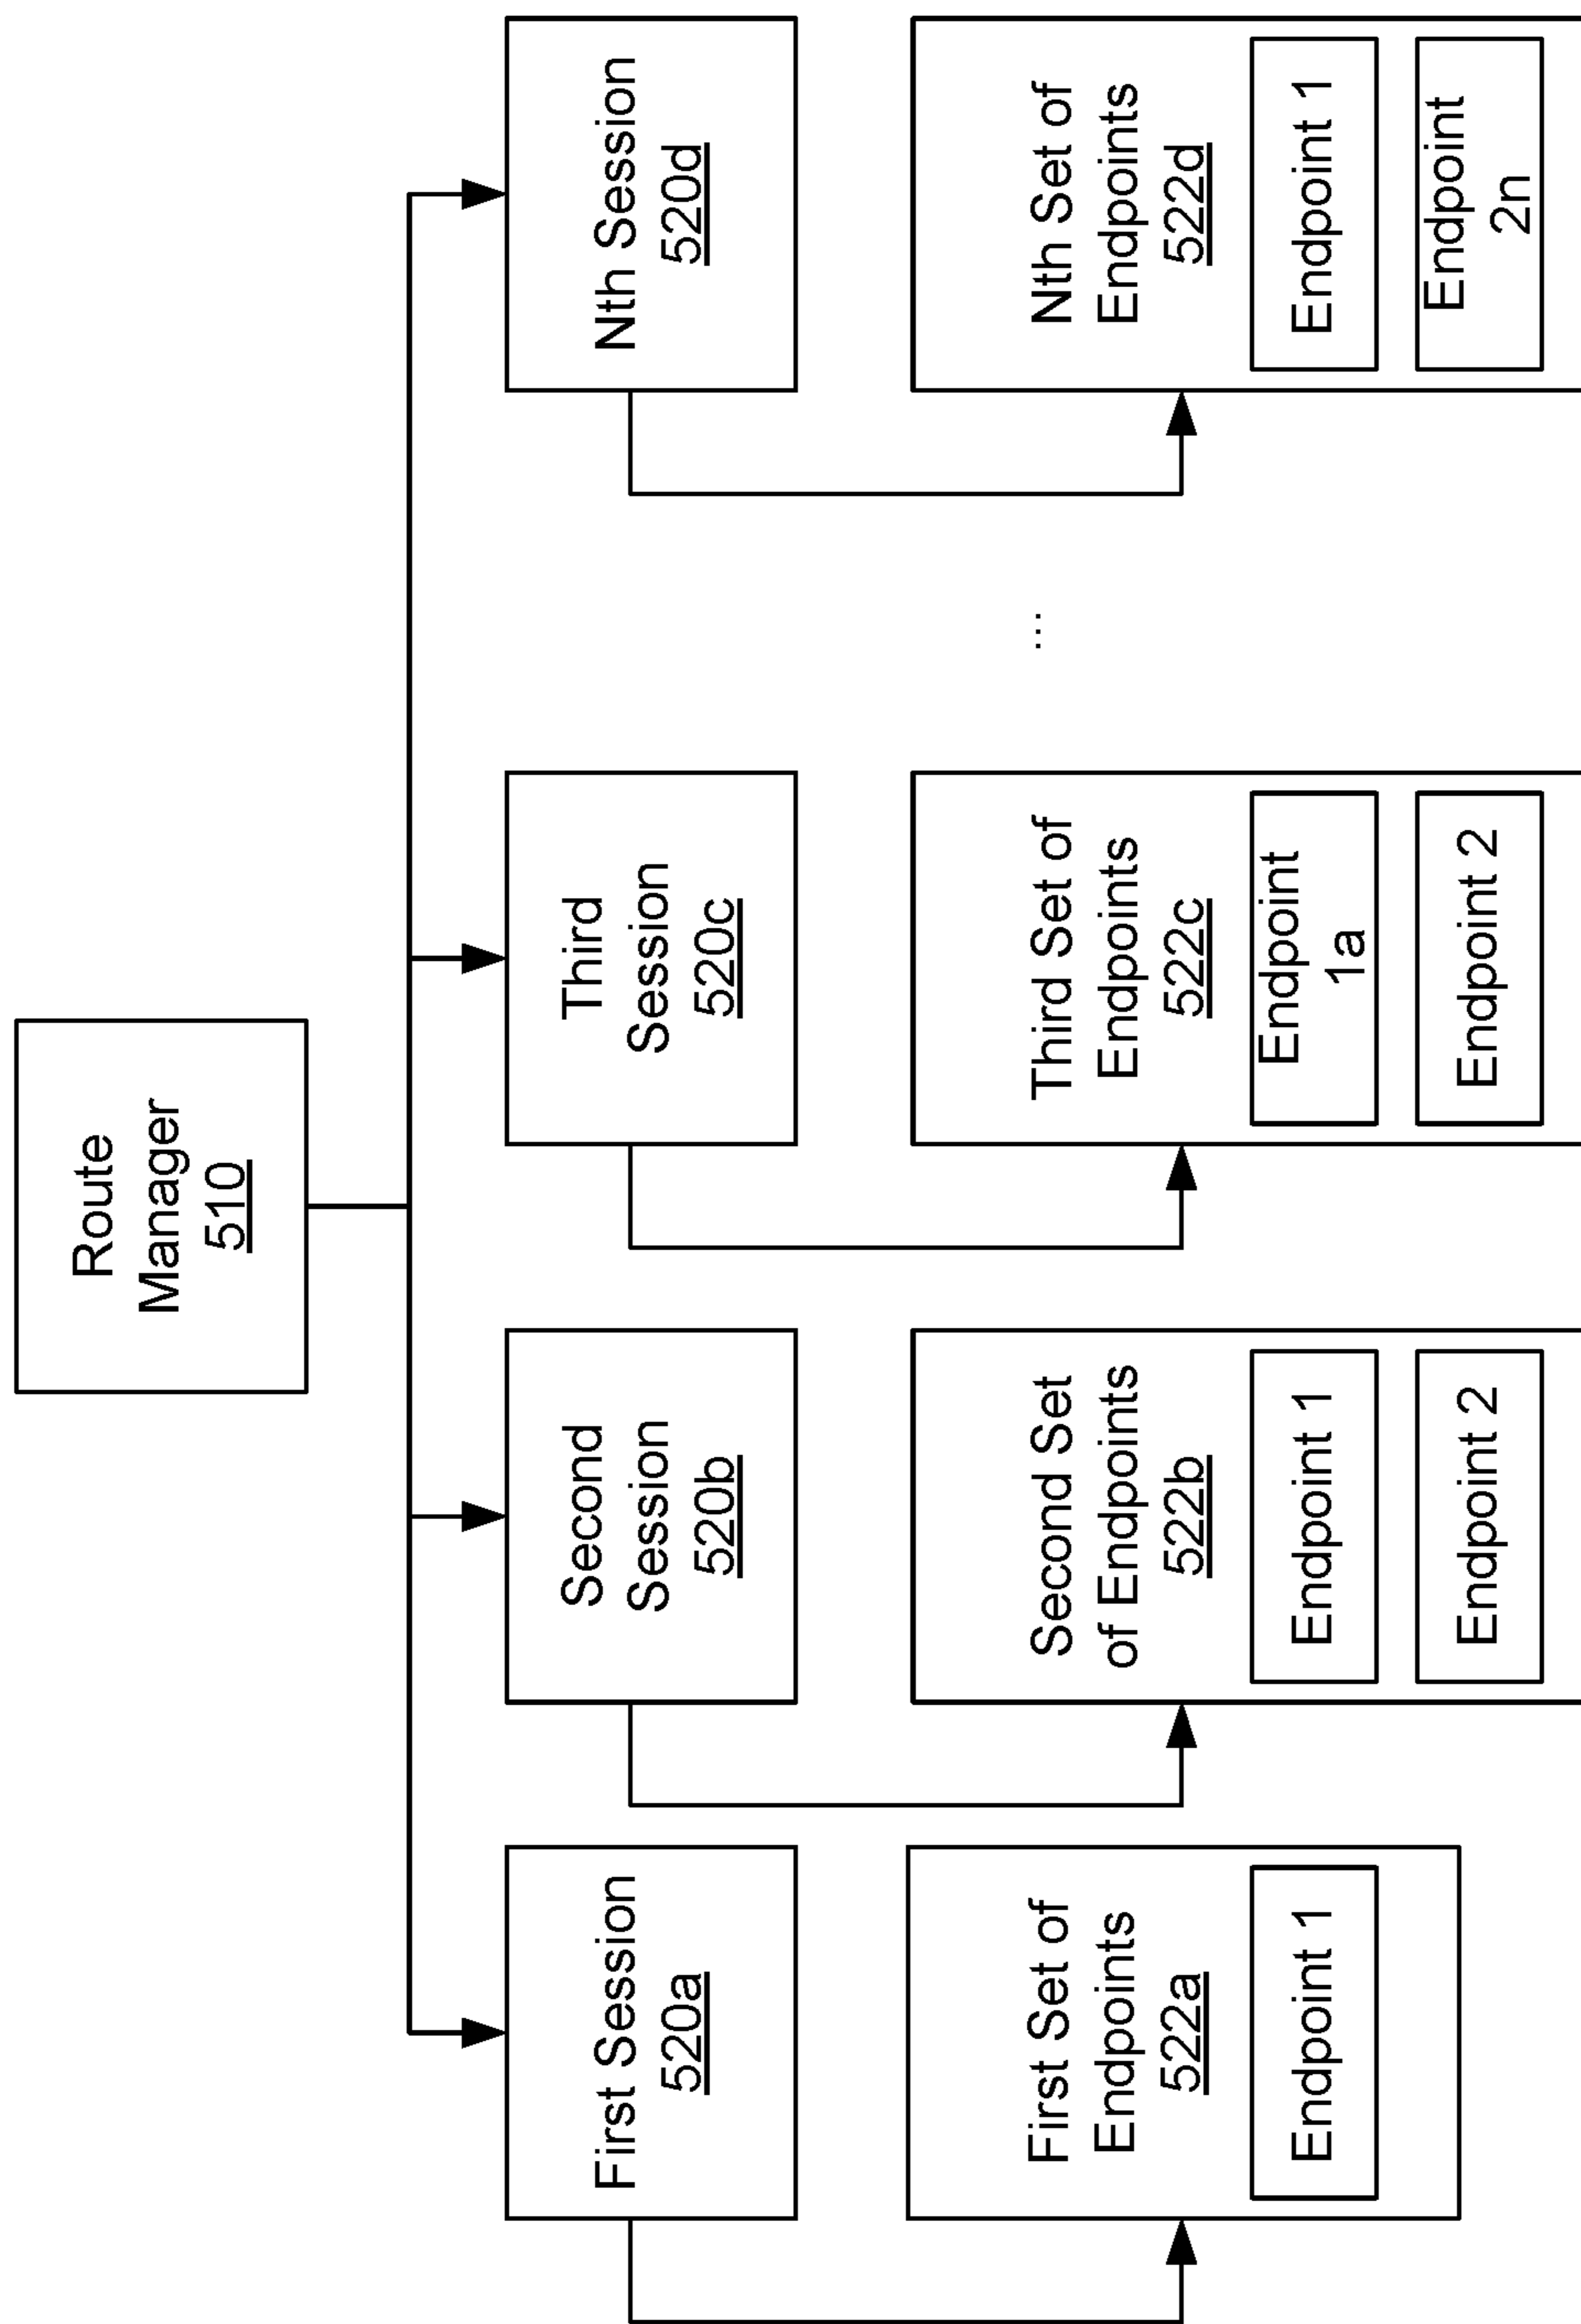 Route
Manager
510
First Session
520a
Second
Session
520b
Third
Session
520c
Nth Session
520d
First Set of
Endpoints
522a
Endpoint 1
Second Set
of Endpoints
522b
Endpoint 1
Endpoint 2
Third Set of
Endpoints
522c
Endpoint
1a
Endpoint 2
...
Nth Set of
Endpoints
522d
Endpoint 1
Endpoint
2n